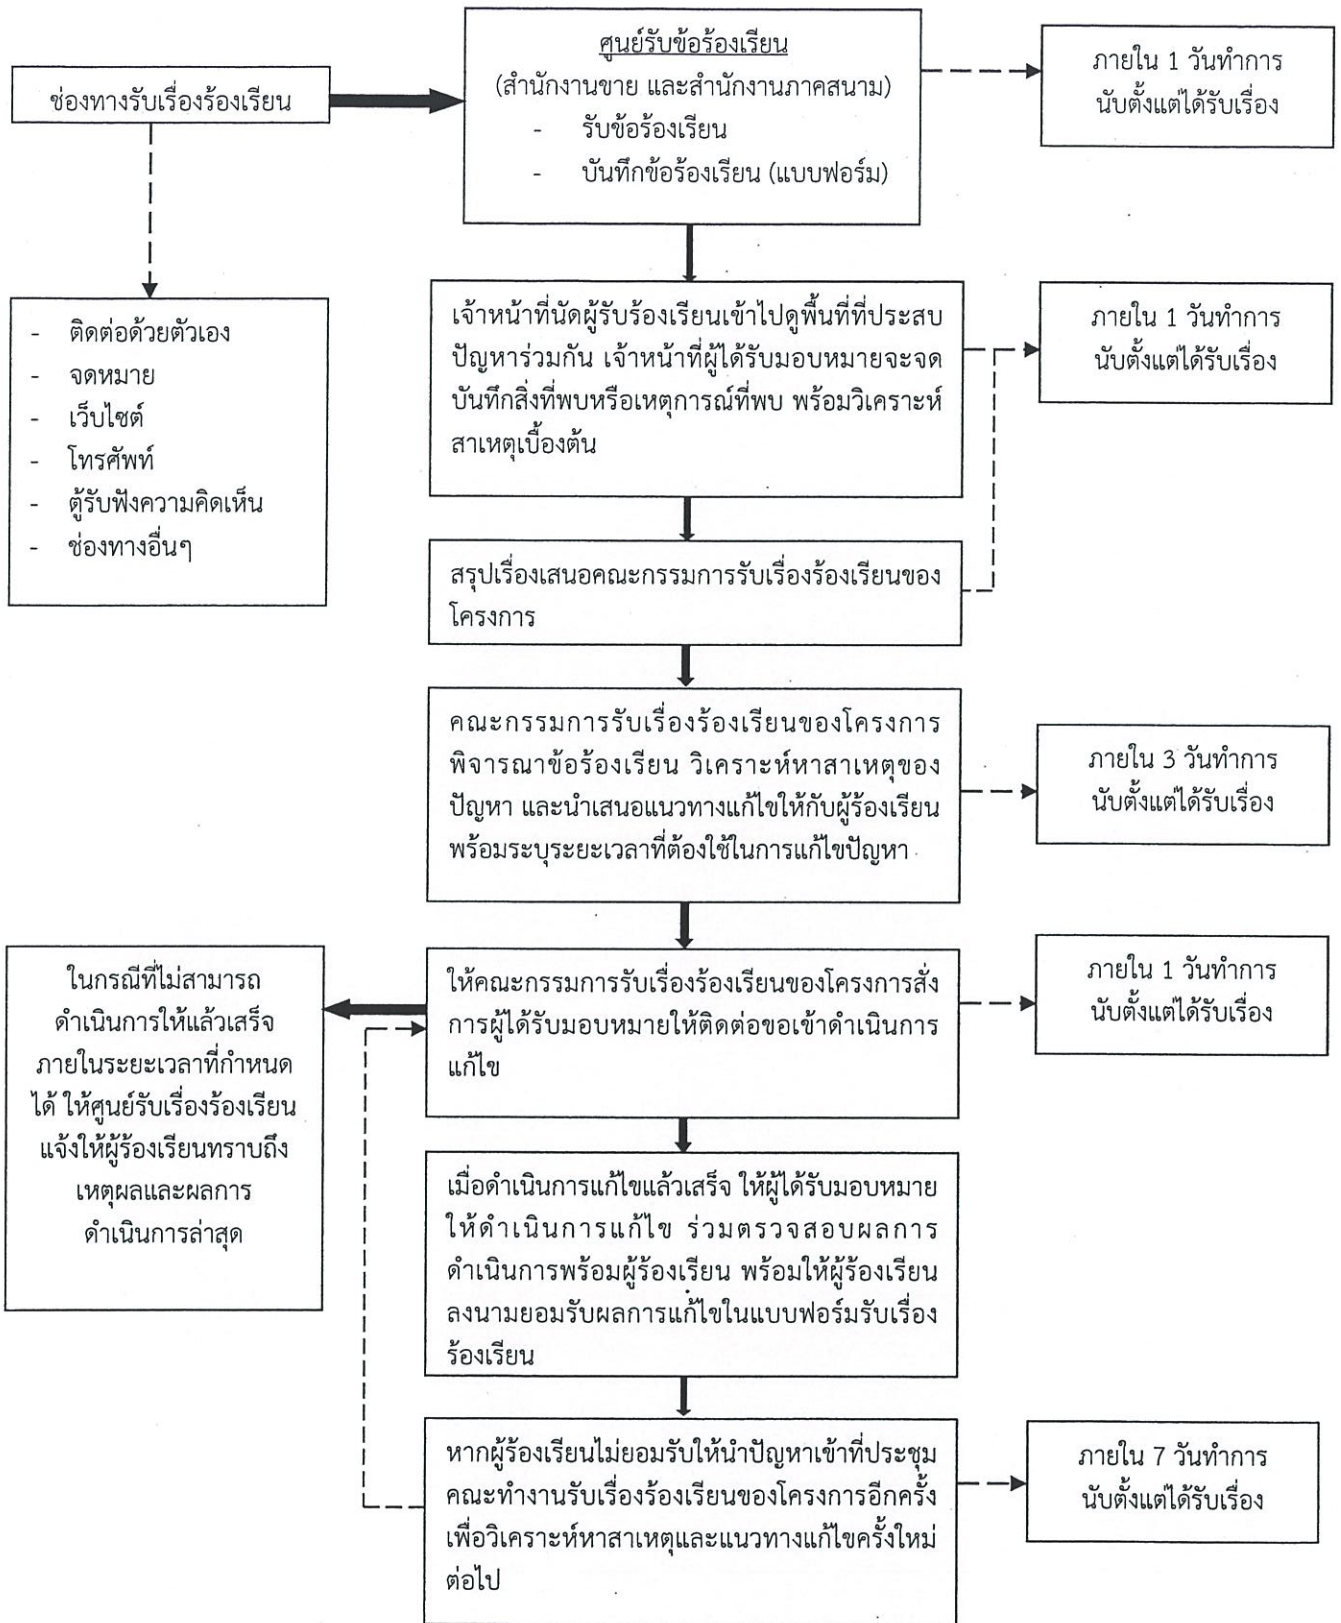 ช่องทางรับเรื่องร้องเรียน
ศูนย์รับข้อร้องเรียน
(สำนักงานขาย และสำนักงานภาคสนาม)
- รับข้อร้องเรียน
- บันทึกข้อร้องเรียน (แบบฟอร์ม)
ภายใน 1 วันทำการ
นับตั้งแต่ได้รับเรื่อง
- ติดต่อด้วยตัวเอง
- จดหมาย
- เว็บไซต์
- โทรศัพท์
- ตู้รับฟังความคิดเห็น
- ช่องทางอื่นๆ
เจ้าหน้าที่นัดผู้รับร้องเรียนเข้าไปดูพื้นที่ที่ประสบ
ปัญหาร่วมกัน เจ้าหน้าที่ผู้ได้รับมอบหมายจะจด
บันทึกสิ่งที่พบหรือเหตุการณ์ที่พบ พร้อมวิเคราะห์
สาเหตุเบื้องต้น
ภายใน 1 วันทำการ
นับตั้งแต่ได้รับเรื่อง
สรุปเรื่องเสนอคณะกรรมการรับเรื่องร้องเรียนของ
โครงการ
คณะกรรมการรับเรื่องร้องเรียนของโครงการ
พิจารณาข้อร้องเรียน วิเคราะห์หาสาเหตุของ
ปัญหา และนำเสนอแนวทางแก้ไขให้กับผู้ร้องเรียน
พร้อมระบุระยะเวลาที่ต้องใช้ในการแก้ไขปัญหา
ภายใน 3 วันทำการ
นับตั้งแต่ได้รับเรื่อง
ในกรณีที่ไม่สามารถ
ดำเนินการให้แล้วเสร็จ
ภายในระยะเวลาที่กำหนด
ได้ ให้ศูนย์รับเรื่องร้องเรียน
แจ้งให้ผู้ร้องเรียนทราบถึง
เหตุผลและผลการ
ดำเนินการล่าสุด
ให้คณะกรรมการรับเรื่องร้องเรียนของโครงการสั่ง
การผู้ได้รับมอบหมายให้ติดต่อขอเข้าดำเนินการ
แก้ไข
ภายใน 1 วันทำการ
นับตั้งแต่ได้รับเรื่อง
เมื่อดำเนินการแก้ไขแล้วเสร็จ ให้ผู้ได้รับมอบหมาย
ให้ดำเนินการแก้ไข ร่วมตรวจสอบผลการ
ดำเนินการพร้อมผู้ร้องเรียน พร้อมให้ผู้ร้องเรียน
ลงนามยอมรับผลการแก้ไขในแบบฟอร์มรับเรื่อง
ร้องเรียน
หากผู้ร้องเรียนไม่ยอมรับให้นำปัญหาเข้าที่ประชุม
คณะทำงานรับเรื่องร้องเรียนของโครงการอีกครั้ง
เพื่อวิเคราะห์หาสาเหตุและแนวทางแก้ไขครั้งใหม่
ต่อไป
ภายใน 7 วันทำการ
นับตั้งแต่ได้รับเรื่อง